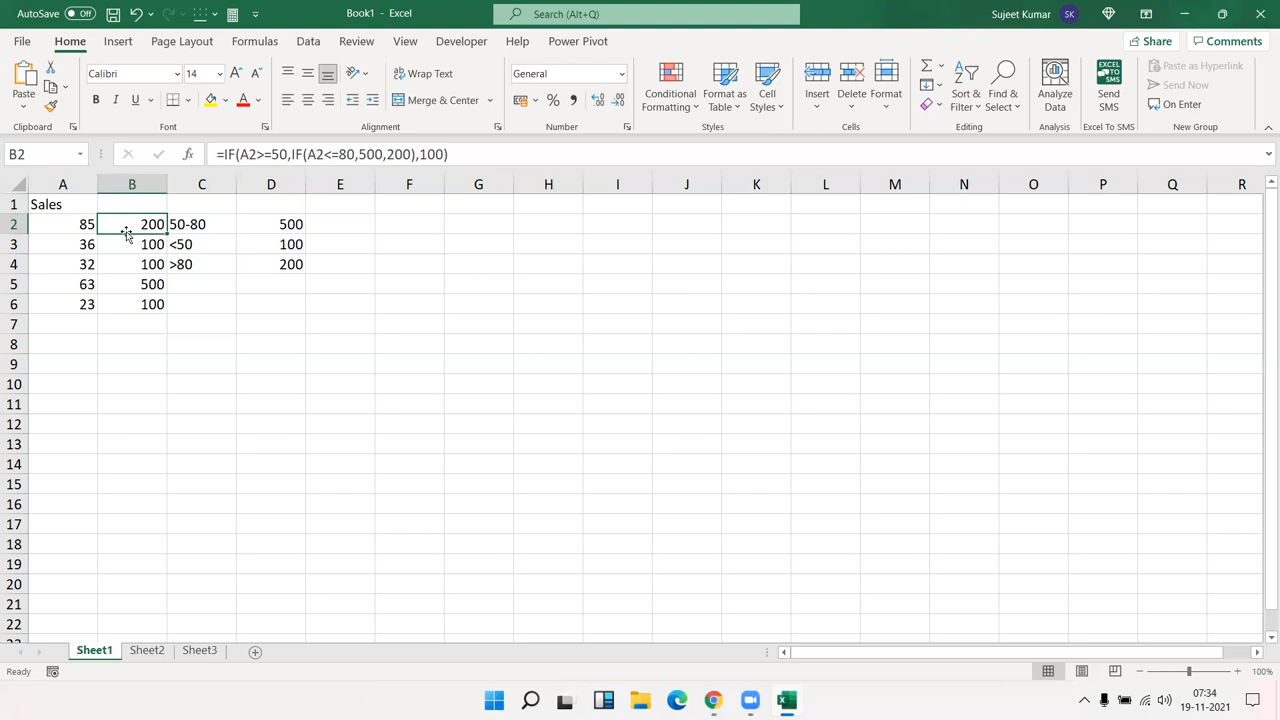 AutoSave Off Book1 - Excel Search (Alt+Q) Sujeet Kumar SK
File Home Insert Page Layout Formulas Data Review View Developer Help Power Pivot Share Comments
Paste Calibri 14 Wrap Text General Conditional Formatting Format as Table Cell Styles Insert Delete Format Sort & Filter Find & Select Analyze Data Send SMS Paste as Hyperlink
B I U Merge & Center Send Now
EXCEL TO SMS On Enter
Clipboard Font Alignment Number Styles Cells Editing Analysis Excel To SMS New Group
B2 fx =IF(A2>=50,IF(A2<=80,500,200),100)
A B C D E F G H I J K L M N O P Q R
1 Sales
2 85 200 50-80 500
3 36 100 <50 100
4 32 100 >80 200
5 63 500
6 23 100
7
8
9
10
11
12
13
14
15
16
17
18
19
20
21
22
Sheet1 Sheet2 Sheet3
Ready 100%
07:34
19-11-2021